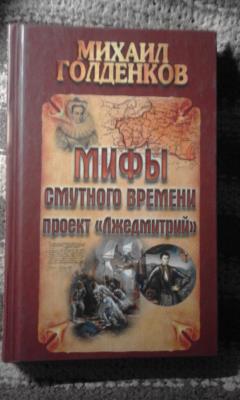 МИХАИЛ
ГОЛДЕНКОВ
МИФЫ
СМУТНОГО ВРЕМЕНИ
проект «Лжедмитрий»